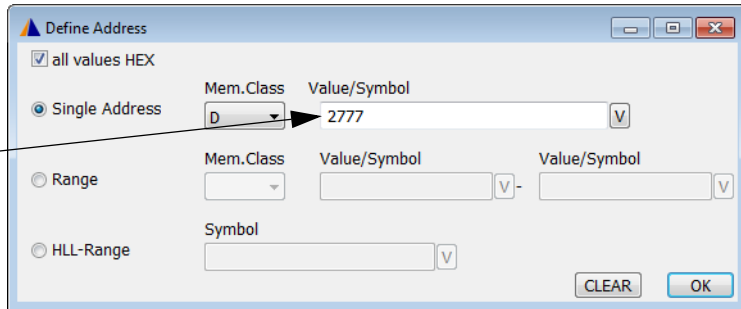 Define Address
all values HEX
Mem.Class Value/Symbol
Single Address D 2777 V
Mem.Class Value/Symbol Value/Symbol
Range V - V
Symbol
HLL-Range V
CLEAR OK